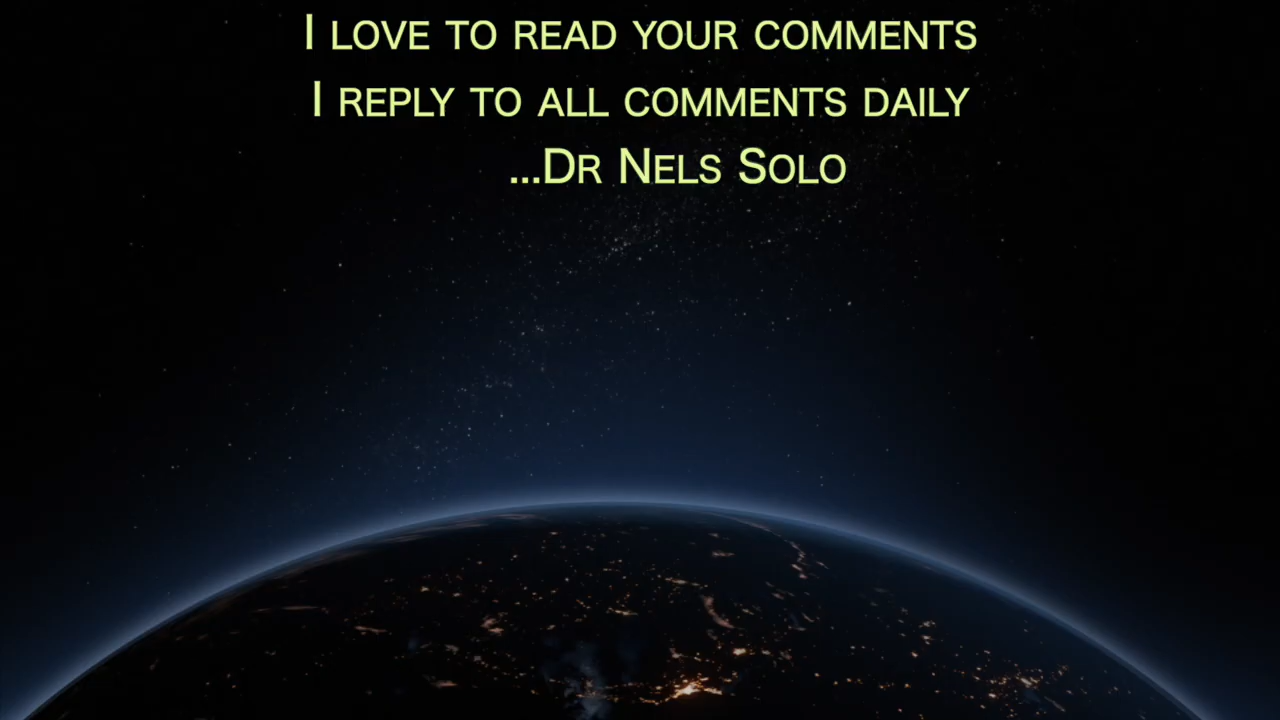 I LOVE TO READ YOUR COMMENTS
I REPLY TO ALL COMMENTS DAILY
...DR NELS SOLO